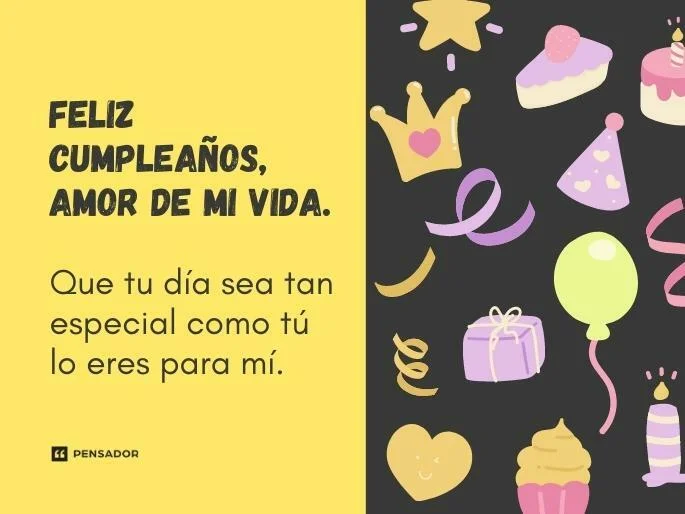 FELIZ
CUMPLEAÑOS,
AMOR DE MI VIDA.
Que tu día sea tan
especial como tú
lo eres para mí.
PENSADOR